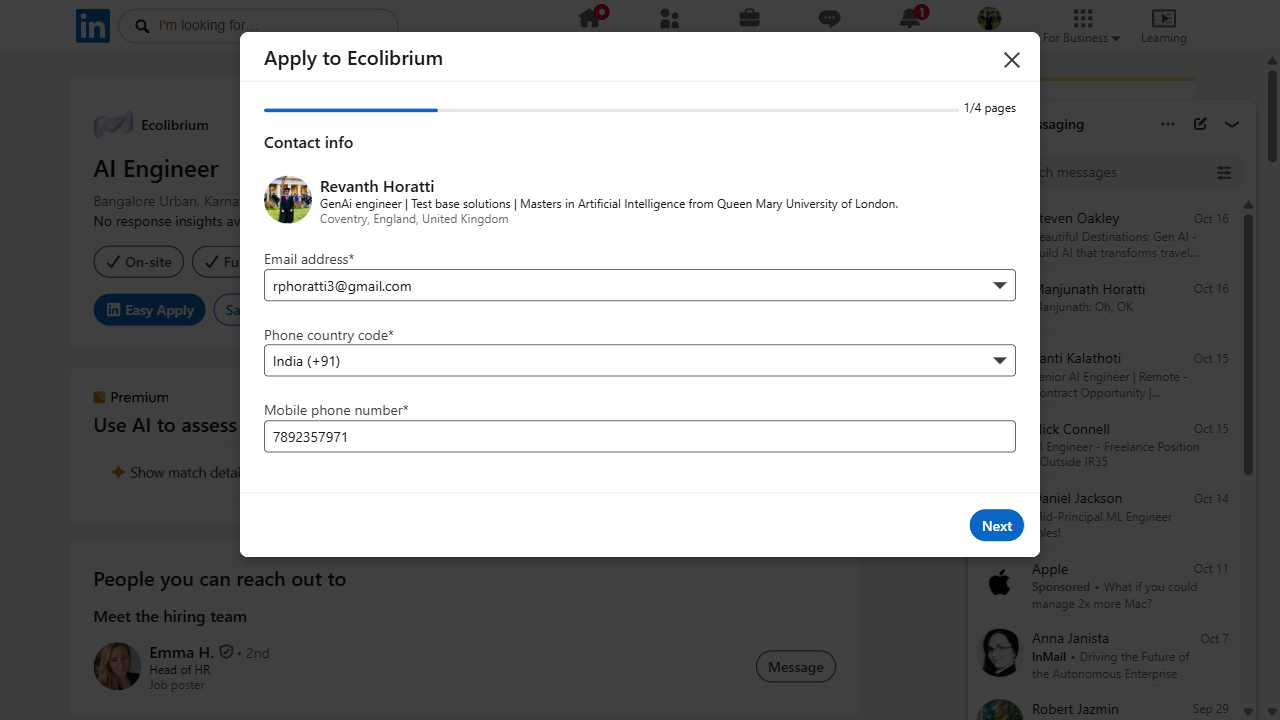 I'm looking for...
1
For Business
Learning
Apply to Ecolibrium
1/4 pages
Contact info
Revanth Horatti
GenAi engineer | Test base solutions | Masters in Artificial Intelligence from Queen Mary University of London.
Coventry, England, United Kingdom
Email address*
rphoratti3@gmail.com
Phone country code*
India (+91)
Mobile phone number*
7892357971
Next
Ecolibrium
AI Engineer
Bangalore Urban, Karna
No response insights av
On-site
Fu
Easy Apply
Sa
Premium
Use AI to assess
Show match detai
People you can reach out to
Meet the hiring team
Emma H. • 2nd
Head of HR
Job poster
Message
ssaging
ch messages
teven Oakley Oct 16
eautiful Destinations: Gen AI -
uild AI that transforms travel...
Manjunath Horatti Oct 16
Manjunath: Oh, OK
anti Kalathoti Oct 15
enior AI Engineer | Remote -
ontract Opportunity |...
Nick Connell Oct 15
I Engineer - Freelance Position
Outside IR35
Daniel Jackson Oct 14
Mid-Principal ML Engineer
oles!
Apple Oct 11
Sponsored • What if you could
manage 2x more Mac?
Anna Janista Oct 7
InMail • Driving the Future of
the Autonomous Enterprise
Robert Jazmin Sep 29